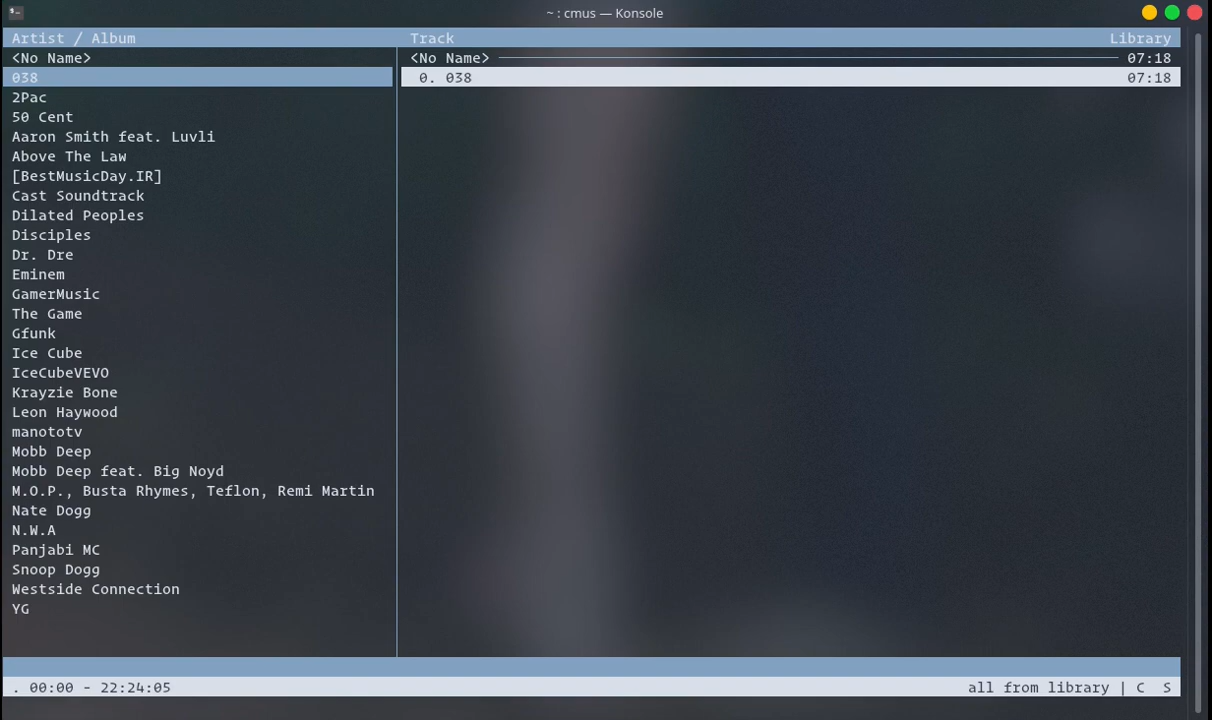 ~ : cmus — Konsole
Artist / Album
<No Name>
038
2Pac
50 Cent
Aaron Smith feat. Luvli
Above The Law
[BestMusicDay.IR]
Cast Soundtrack
Dilated Peoples
Disciples
Dr. Dre
Eminem
GamerMusic
The Game
Gfunk
Ice Cube
IceCubeVEVO
Krayzie Bone
Leon Haywood
manototv
Mobb Deep
Mobb Deep feat. Big Noyd
M.O.P., Busta Rhymes, Teflon, Remi Martin
Nate Dogg
N.W.A
Panjabi MC
Snoop Dogg
Westside Connection
YG
Track Library
<No Name> 07:18
0. 038 07:18
. 00:00 - 22:24:05 all from library | C S